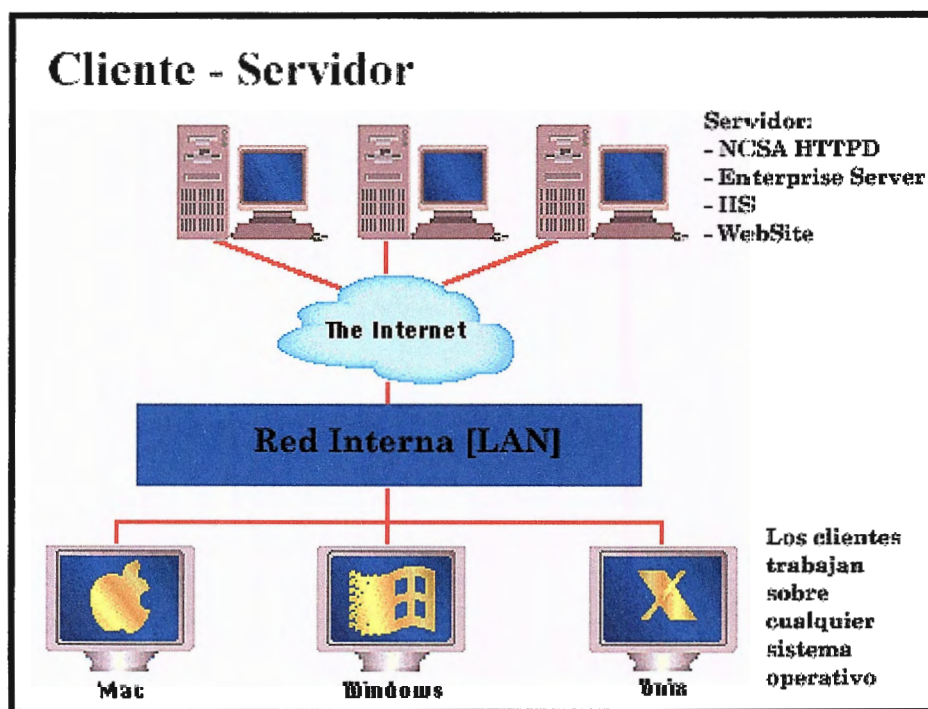 Cliente - Servidor
Servidor:
- NCSA HTTPD
- Enterprise Server
- IIS
- WebSite
The Internet
Red Interna [LAN]
Los clientes
trabajan
sobre
cualquier
sistema
operativo
Mac
Windows
Unix